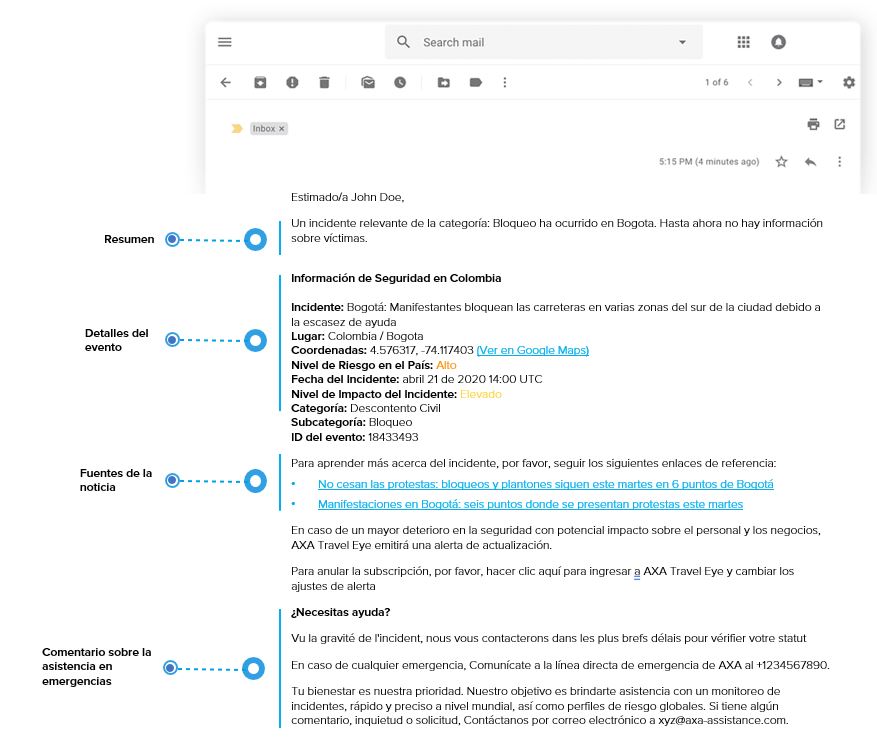 Search mail
1 of 6
Inbox ×
5:15 PM (4 minutes ago)
Estimado/a John Doe,
Resumen
Un incidente relevante de la categoría: Bloqueo ha ocurrido en Bogota. Hasta ahora no hay información
sobre víctimas.
Información de Seguridad en Colombia
Detalles del
evento
Incidente: Bogotá: Manifestantes bloquean las carreteras en varias zonas del sur de la ciudad debido a
la escasez de ayuda
Lugar: Colombia / Bogota
Coordenadas: 4.576317, -74.117403 (Ver en Google Maps)
Nivel de Riesgo en el País: Alto
Fecha del Incidente: abril 21 de 2020 14:00 UTC
Nivel de Impacto del Incidente: Elevado
Categoría: Descontento Civil
Subcategoría: Bloqueo
ID del evento: 18433493
Fuentes de la
noticia
Para aprender más acerca del incidente, por favor, seguir los siguientes enlaces de referencia:
• No cesan las protestas: bloqueos y plantones siguen este martes en 6 puntos de Bogotá
• Manifestaciones en Bogotá: seis puntos donde se presentan protestas este martes
En caso de un mayor deterioro en la seguridad con potencial impacto sobre el personal y los negocios,
AXA Travel Eye emitirá una alerta de actualización.
Para anular la subscripción, por favor, hacer clic aquí para ingresar a AXA Travel Eye y cambiar los
ajustes de alerta
¿Necesitas ayuda?
Comentario sobre la
asistencia en
emergencias
Vu la gravité de l'incident, nous vous contacterons dans les plus brefs délais pour vérifier votre statut
En caso de cualquier emergencia, Comunícate a la línea directa de emergencia de AXA al +1234567890.
Tu bienestar es nuestra prioridad. Nuestro objetivo es brindarte asistencia con un monitoreo de
incidentes, rápido y preciso a nivel mundial, así como perfiles de riesgo globales. Si tiene algún
comentario, inquietud o solicitud, Contáctanos por correo electrónico a xyz@axa-assistance.com.